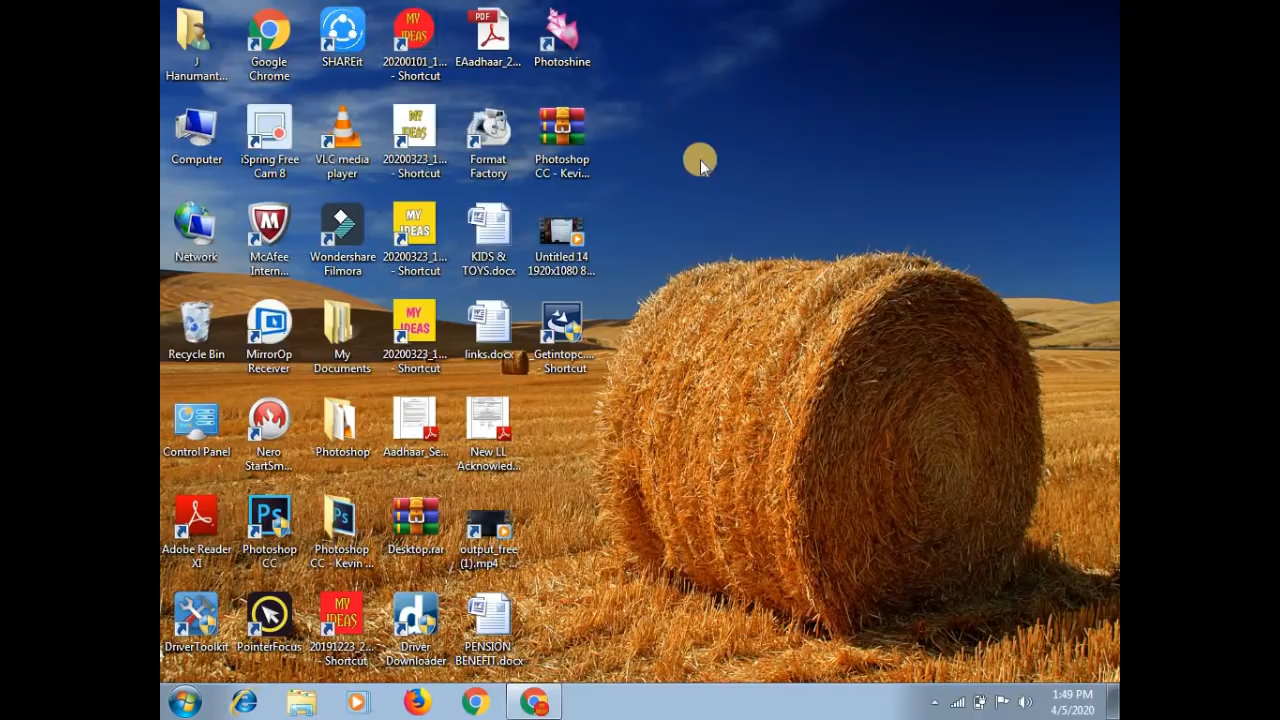 J
Hanumant...
Google
Chrome
SHAREit
MY
IDEAS
20200101_1...
- Shortcut
PDF
EAadhaar_2...
Photoshine
Computer
iSpring Free
Cam 8
VLC media
player
MY
IDEAS
20200323_1...
- Shortcut
Format
Factory
Photoshop
CC - Kevi...
Network
McAfee
Intern...
Wondershare
Filmora
MY
IDEAS
20200323_1...
- Shortcut
KIDS &
TOYS.docx
Untitled 14
1920x1080 8...
Recycle Bin
MirrorOp
Receiver
My
Documents
MY
IDEAS
20200323_1...
- Shortcut
links.docx
Getintopc....
- Shortcut
Control Panel
Nero
StartSm...
Photoshop
Aadhaar_Se...
New LL
Acknowled...
Adobe Reader
XI
Ps
Photoshop
CC
Ps
Photoshop
CC - Kevin ...
Desktop.rar
output_free
(1).mp4 - ...
DriverToolkit
PointerFocus
MY
IDEAS
20191223_2...
- Shortcut
d
Driver
Downloader
PENSION
BENEFIT.docx
1:49 PM
4/5/2020